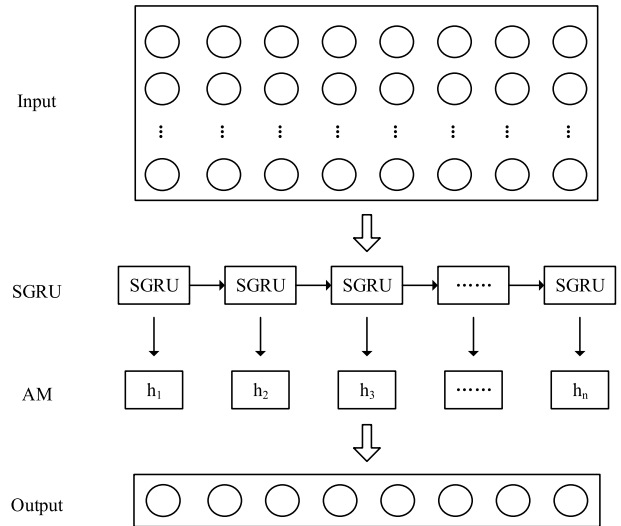 Input
SGRU
SGRU SGRU SGRU ...... SGRU
AM
h₁ h₂ h₃ ...... hₙ
Output